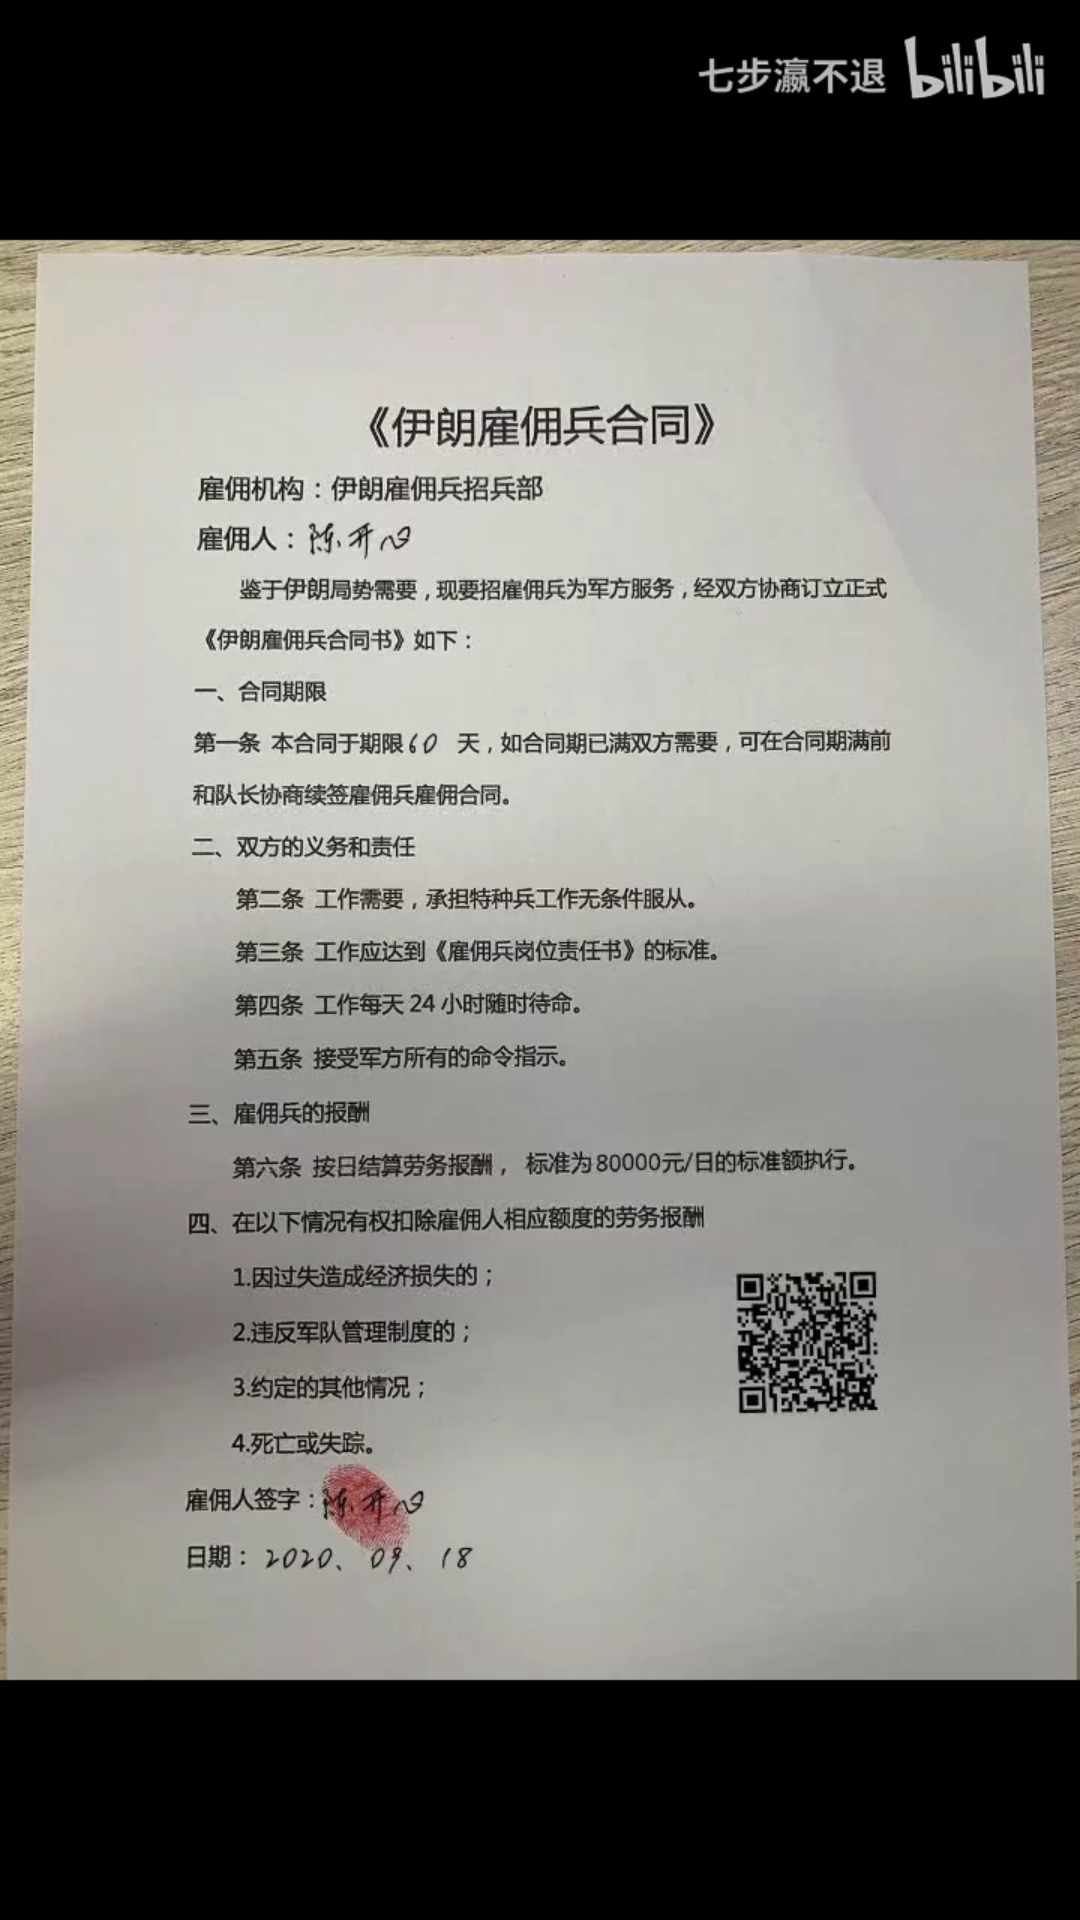 七步瀛不退 bilibili
《伊朗雇佣兵合同》
雇佣机构：伊朗雇佣兵招兵部
雇佣人：陈开心
鉴于伊朗局势需要，现要招雇佣兵为军方服务，经双方协商订立正式
《伊朗雇佣兵合同书》如下：
一、合同期限
第一条 本合同于期限60 天，如合同期已满双方需要，可在合同期满前
和队长协商续签雇佣兵雇佣合同。
二、双方的义务和责任
第二条 工作需要，承担特种兵工作无条件服从。
第三条 工作应达到《雇佣兵岗位责任书》的标准。
第四条 工作每天24小时随时待命。
第五条 接受军方所有的命令指示。
三、雇佣兵的报酬
第六条 按日结算劳务报酬， 标准为80000元/日的标准额执行。
四、在以下情况有权扣除雇佣人相应额度的劳务报酬
1.因过失造成经济损失的；
2.违反军队管理制度的；
3.约定的其他情况；
4.死亡或失踪。
雇佣人签字：陈开心
日期：2020、09、18